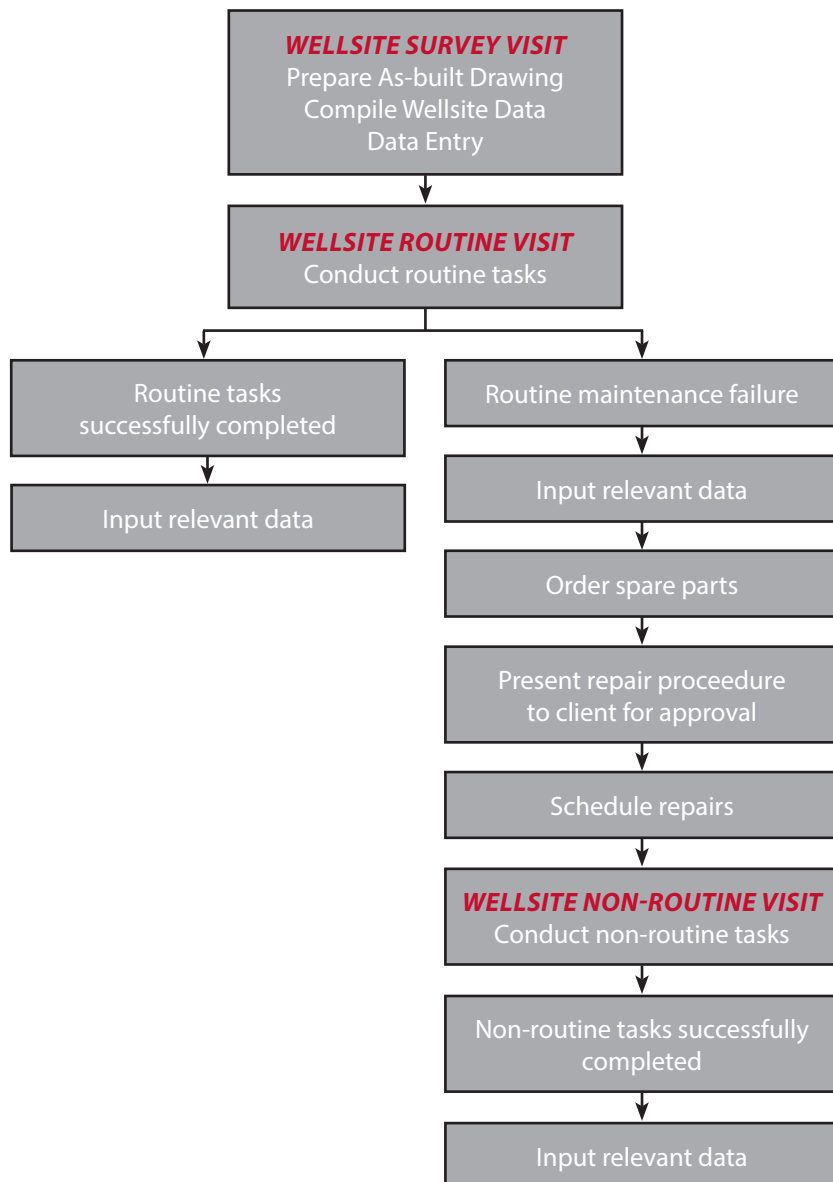 WELLSITE SURVEY VISIT
Prepare As-built Drawing
Compile Wellsite Data
Data Entry
WELLSITE ROUTINE VISIT
Conduct routine tasks
Routine tasks
successfully completed
Input relevant data
Routine maintenance failure
Input relevant data
Order spare parts
Present repair proceedure
to client for approval
Schedule repairs
WELLSITE NON-ROUTINE VISIT
Conduct non-routine tasks
Non-routine tasks successfully
completed
Input relevant data